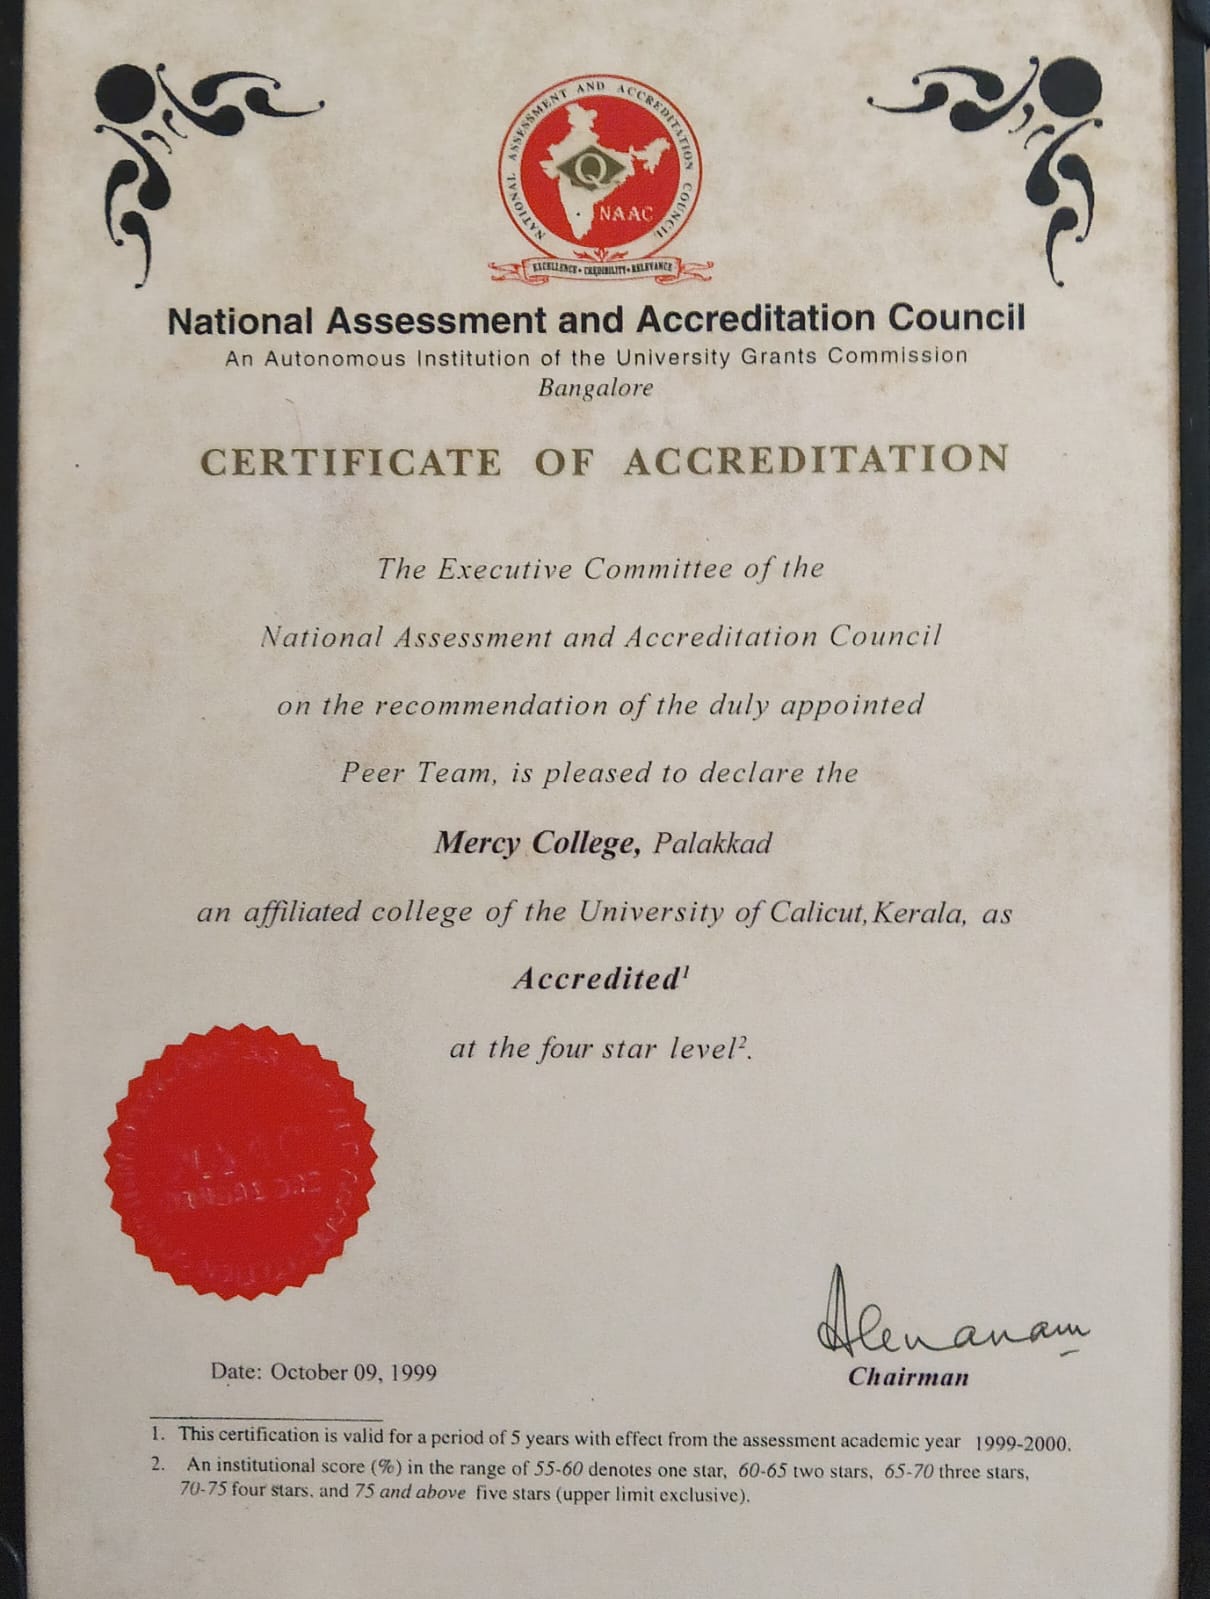 NATIONAL ASSESSMENT AND ACCREDITATION COUNCIL
Q
NAAC
EXCELLENCE • CREDIBILITY • RELEVANCE
National Assessment and Accreditation Council
An Autonomous Institution of the University Grants Commission
Bangalore
CERTIFICATE OF ACCREDITATION
The Executive Committee of the
National Assessment and Accreditation Council
on the recommendation of the duly appointed
Peer Team, is pleased to declare the
Mercy College, Palakkad
an affiliated college of the University of Calicut, Kerala, as
Accredited¹
at the four star level².
Date: October 09, 1999
Chairman
1. This certification is valid for a period of 5 years with effect from the assessment academic year 1999-2000.
2. An institutional score (%) in the range of 55-60 denotes one star, 60-65 two stars, 65-70 three stars,
70-75 four stars, and 75 and above five stars (upper limit exclusive).